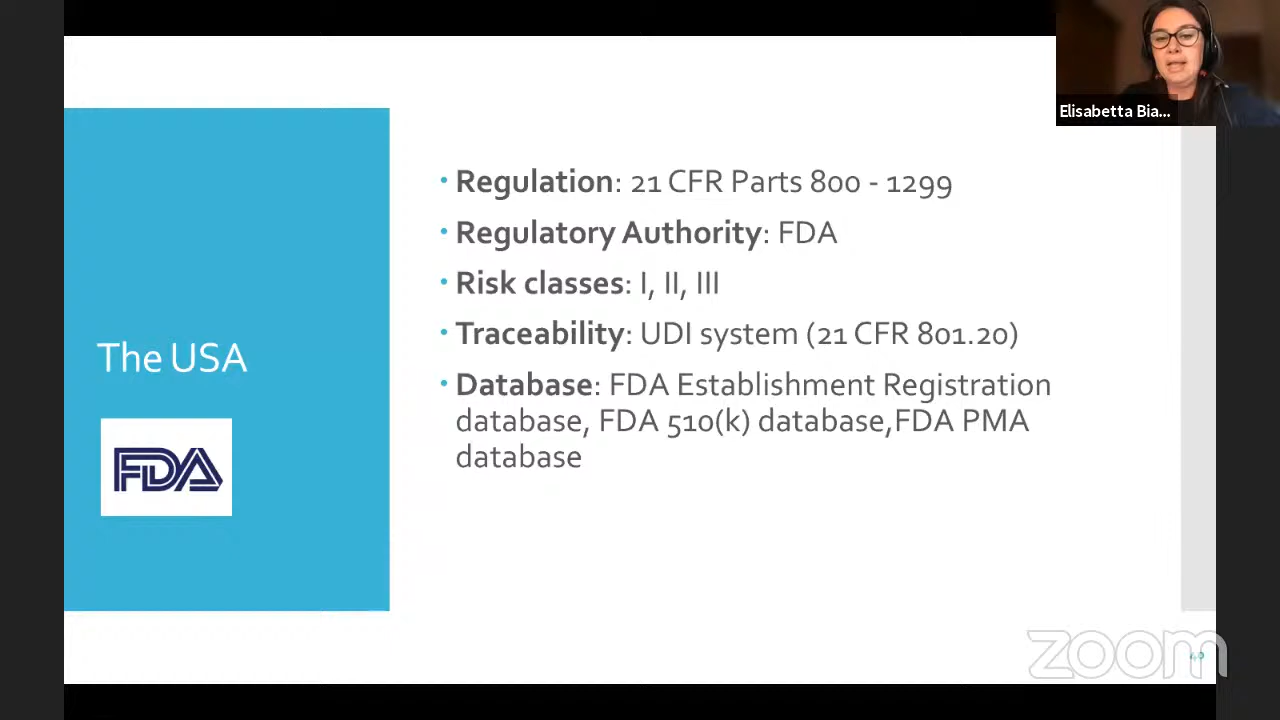 Elisabetta Bia...
The USA
FDA
• Regulation: 21 CFR Parts 800 - 1299
• Regulatory Authority: FDA
• Risk classes: I, II, III
• Traceability: UDI system (21 CFR 801.20)
• Database: FDA Establishment Registration
database, FDA 510(k) database,FDA PMA
database
zoom